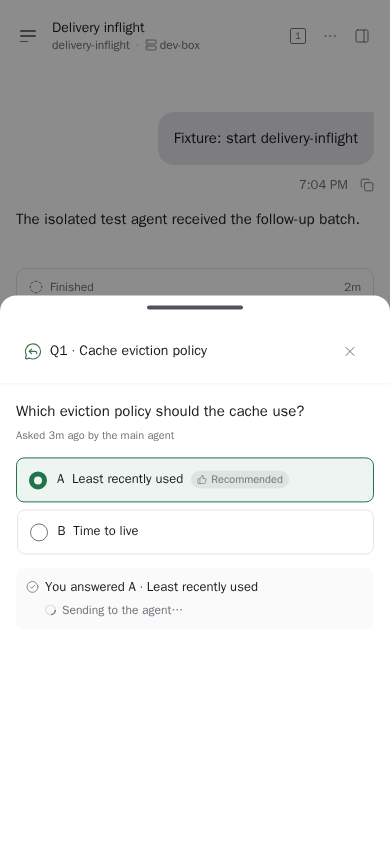 Delivery inflight
delivery-inflight · dev-box
1
Fixture: start delivery-inflight
7:04 PM
The isolated test agent received the follow-up batch.
Finished 2m
Q1 · Cache eviction policy
Which eviction policy should the cache use?
Asked 3m ago by the main agent
A Least recently used Recommended
B Time to live
You answered A · Least recently used
Sending to the agent···